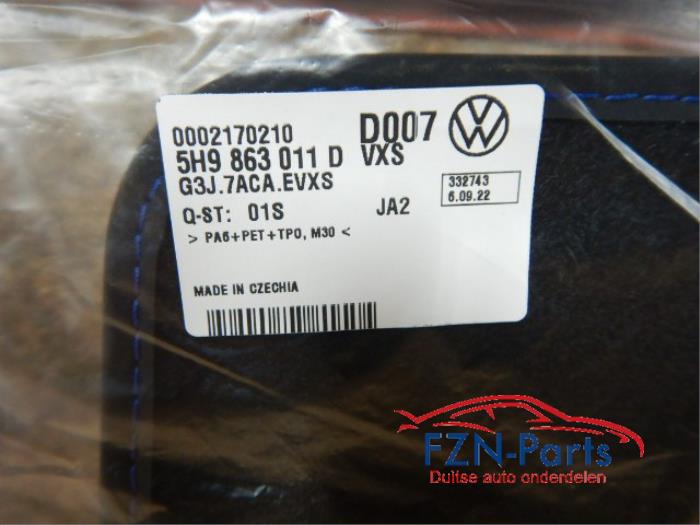 0002170210 D007
5H9 863 011 D VXS
G3J.7ACA.EVXS
332743
Q-ST: 01S JA2 6.09.22
> PA6+PET+TPO, M30 <
MADE IN CZECHIA
FZN-Parts
Duitse auto onderdelen